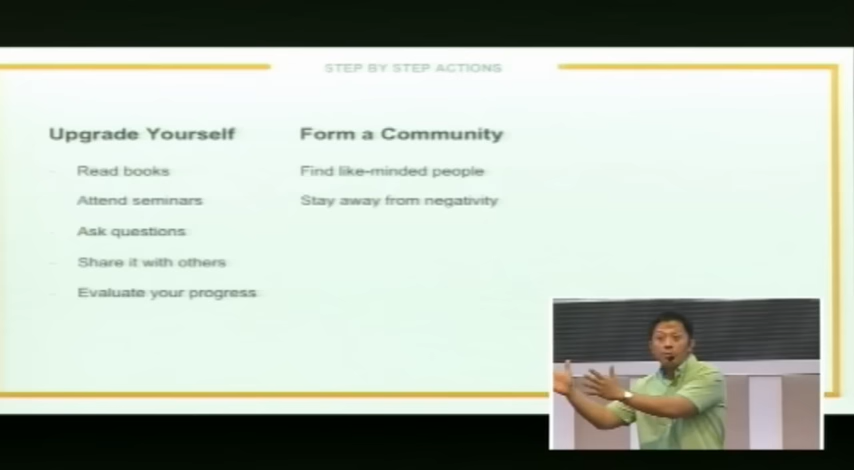 STEP BY STEP ACTIONS
Upgrade Yourself
Read books
Attend seminars
Ask questions
Share it with others
Evaluate your progress
Form a Community
Find like-minded people
Stay away from negativity